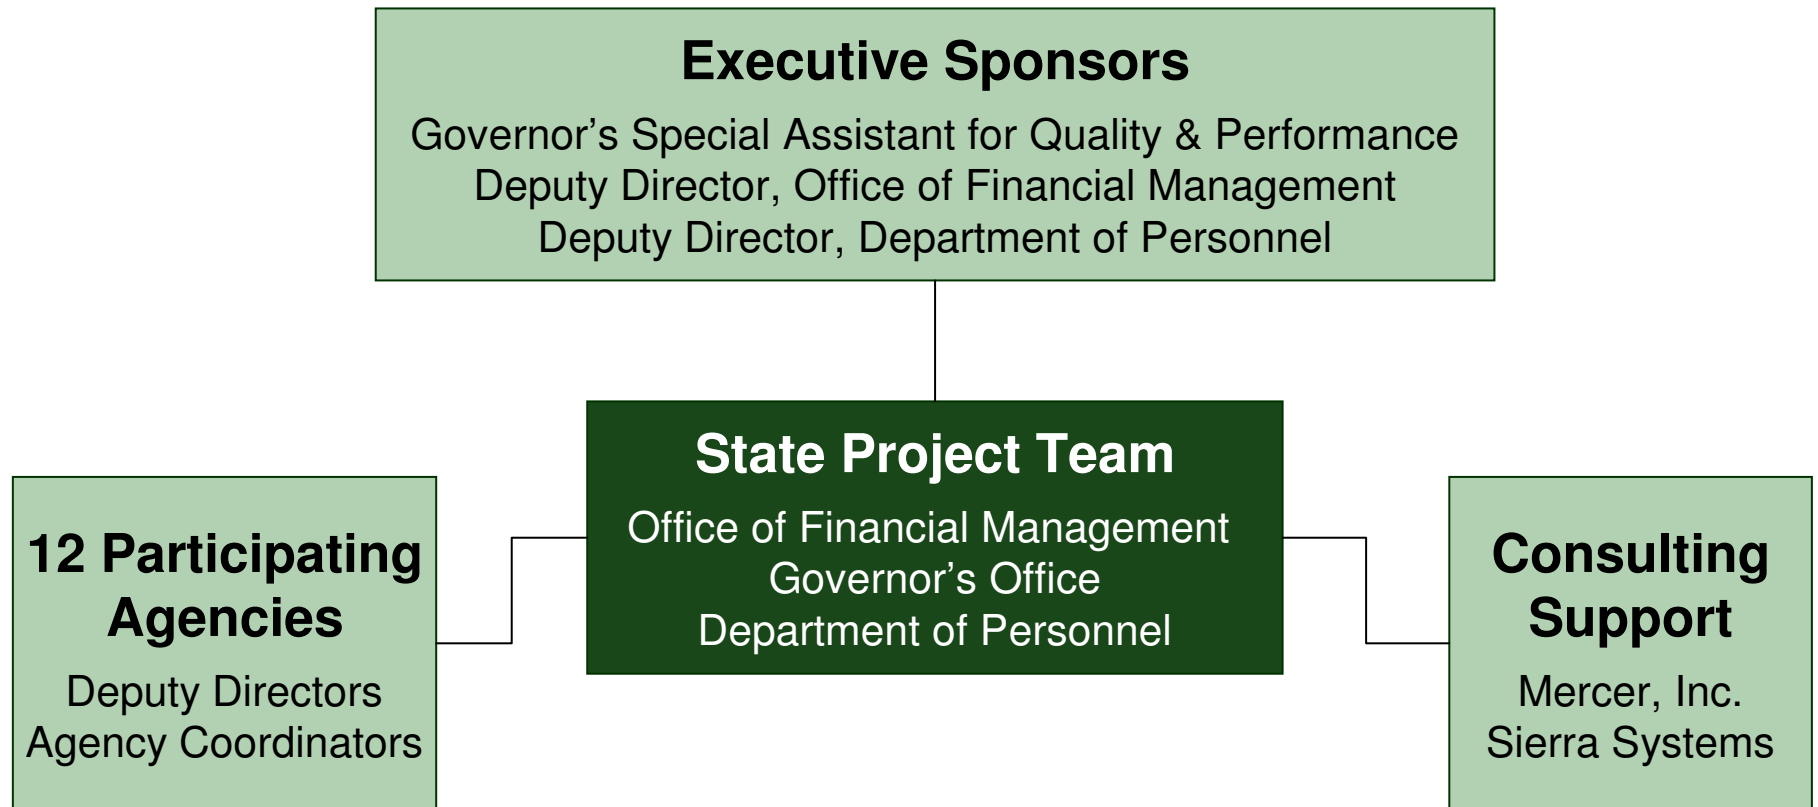 Executive Sponsors
Governor’s Special Assistant for Quality & Performance
Deputy Director, Office of Financial Management
Deputy Director, Department of Personnel
State Project Team
Office of Financial Management
Governor’s Office
Department of Personnel
12 Participating
Agencies
Deputy Directors
Agency Coordinators
Consulting
Support
Mercer, Inc.
Sierra Systems